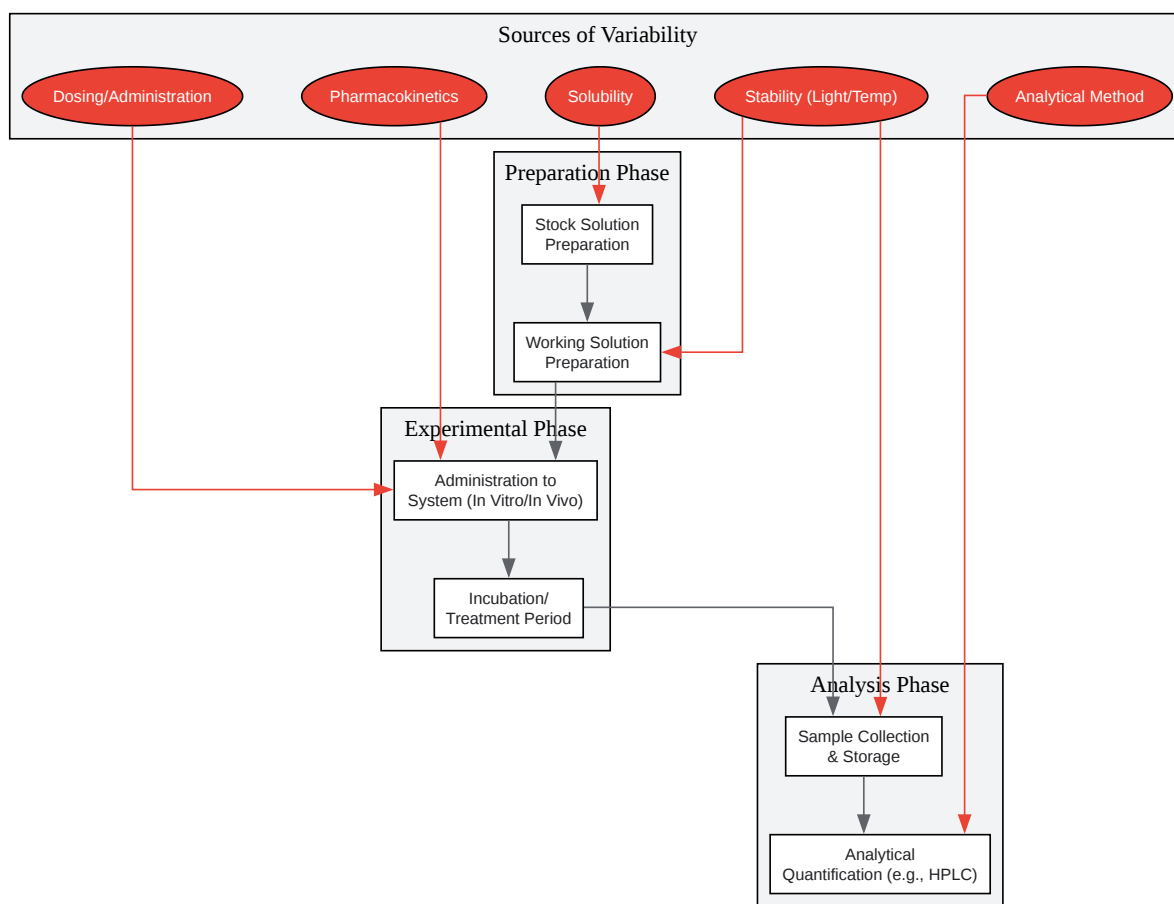 Sources of Variability
Dosing/Administration
Pharmacokinetics
Solubility
Stability (Light/Temp)
Analytical Method
Preparation Phase
Stock Solution
Preparation
Working Solution
Preparation
Experimental Phase
Administration to
System (In Vitro/In Vivo)
Incubation/
Treatment Period
Analysis Phase
Sample Collection
& Storage
Analytical
Quantification (e.g., HPLC)